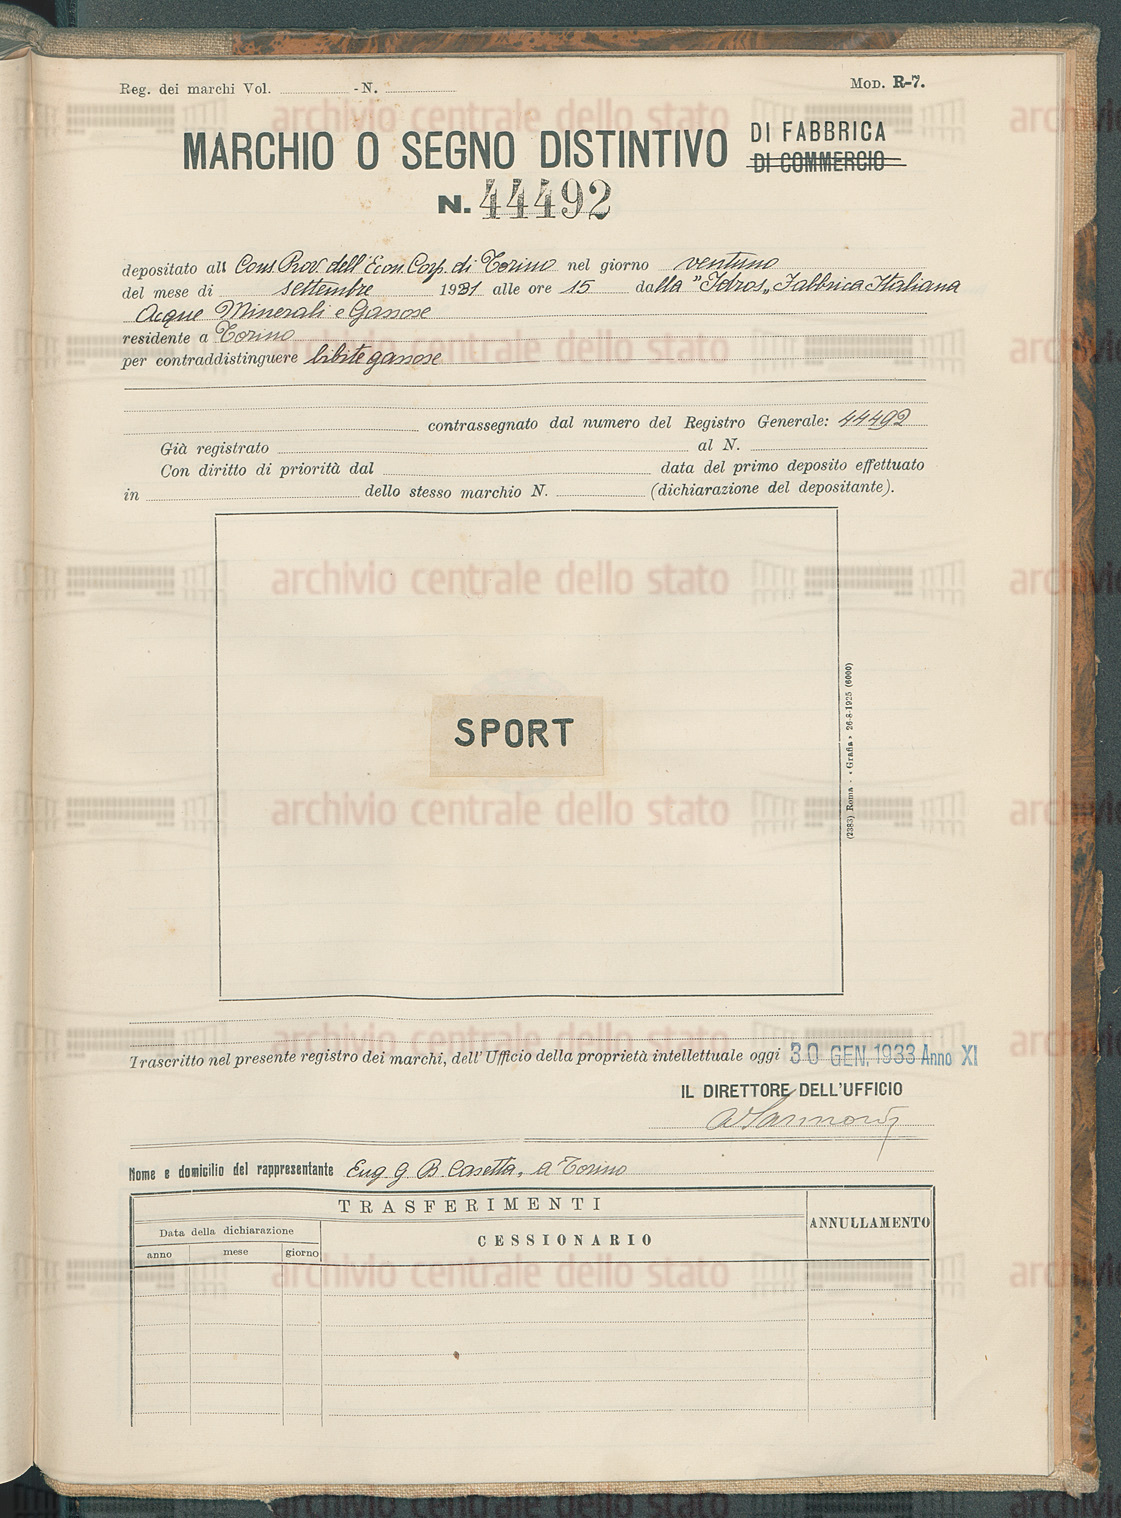 Reg. dei marchi Vol. - N.
MOD. R-7.
MARCHIO O SEGNO DISTINTIVO DI FABBRICA
DI COMMERCIO
N. 44492
depositato all Cons Prov. dell'Econ. Corp. di Torino nel giorno ventuno
del mese di settembre 1931 alle ore 15 dalla "Idros" Fabbrica Italiana
Acque Minerali e Gassose
residente a Torino
per contraddistinguere bibite gassose
contrassegnato dal numero del Registro Generale: 44492
Già registrato al N.
Con diritto di priorità dal data del primo deposito effettuato
in dello stesso marchio N. (dichiarazione del depositante).
SPORT
(2383) Roma - « Grafia » 26-8-1925 (6000)
Trascritto nel presente registro dei marchi, dell'Ufficio della proprietà intellettuale oggi 30 GEN. 1933 Anno XI
IL DIRETTORE DELL'UFFICIO
Nome e domicilio del rappresentante Eug. G. B. Casetta, a Torino
TRASFERIMENTI
ANNULLAMENTO
Data della dichiarazione
CESSIONARIO
anno mese giorno
archivio centrale dello stato